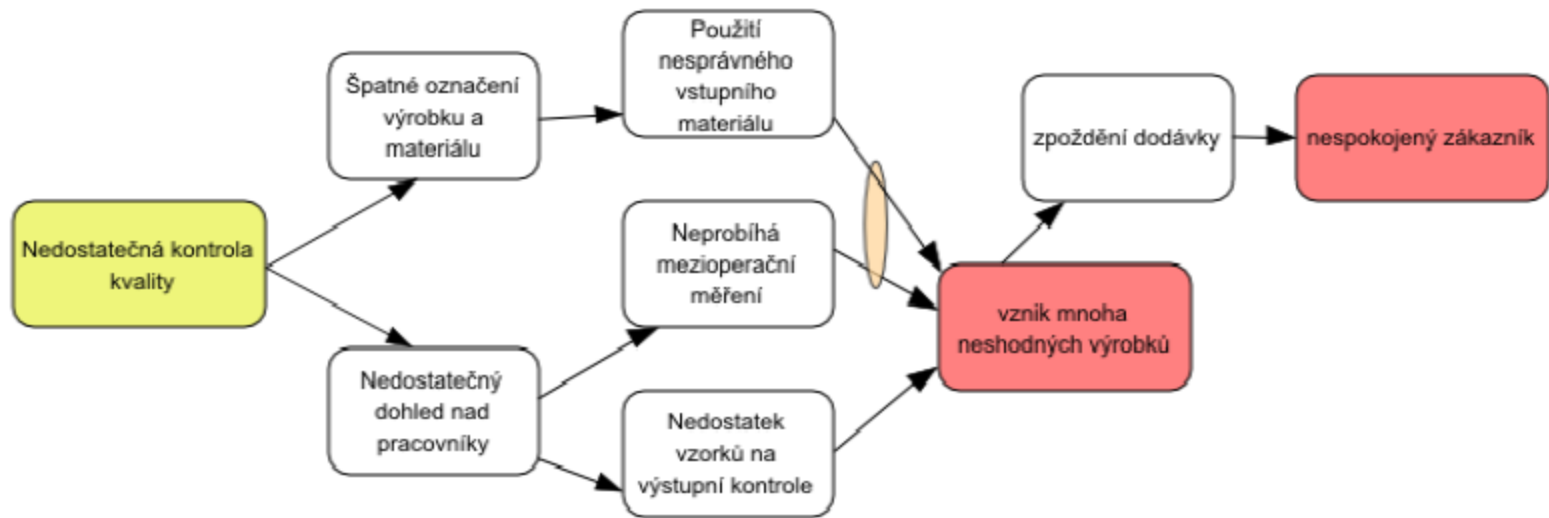 Nedostatečná kontrola
kvality
Špatné označení
výrobku a
materiálu
Nedostatečný
dohled nad
pracovníky
Použití
nesprávného
vstupního
materiálu
Neprobíhá
mezioperační
měření
Nedostatek
vzorků na
výstupní kontrole
vznik mnoha
neshodných výrobků
zpoždění dodávky
nespokojený zákazník